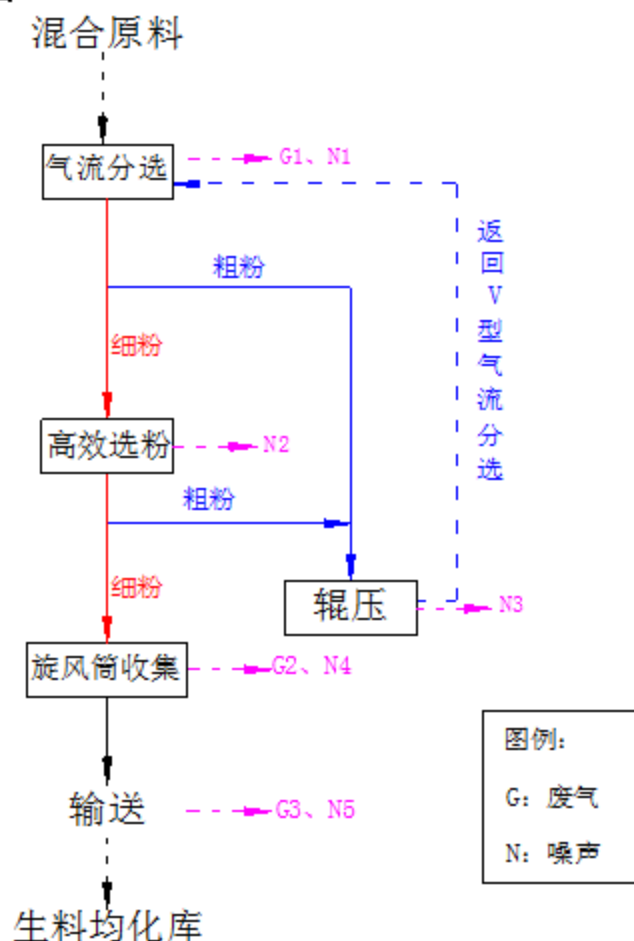 混合原料
气流分选
G1、N1
粗粉
返回V型气流分选
细粉
高效选粉
N2
粗粉
细粉
辊压
N3
旋风筒收集
G2、N4
图例：
输送
G3、N5
G：废气
N：噪声
生料均化库